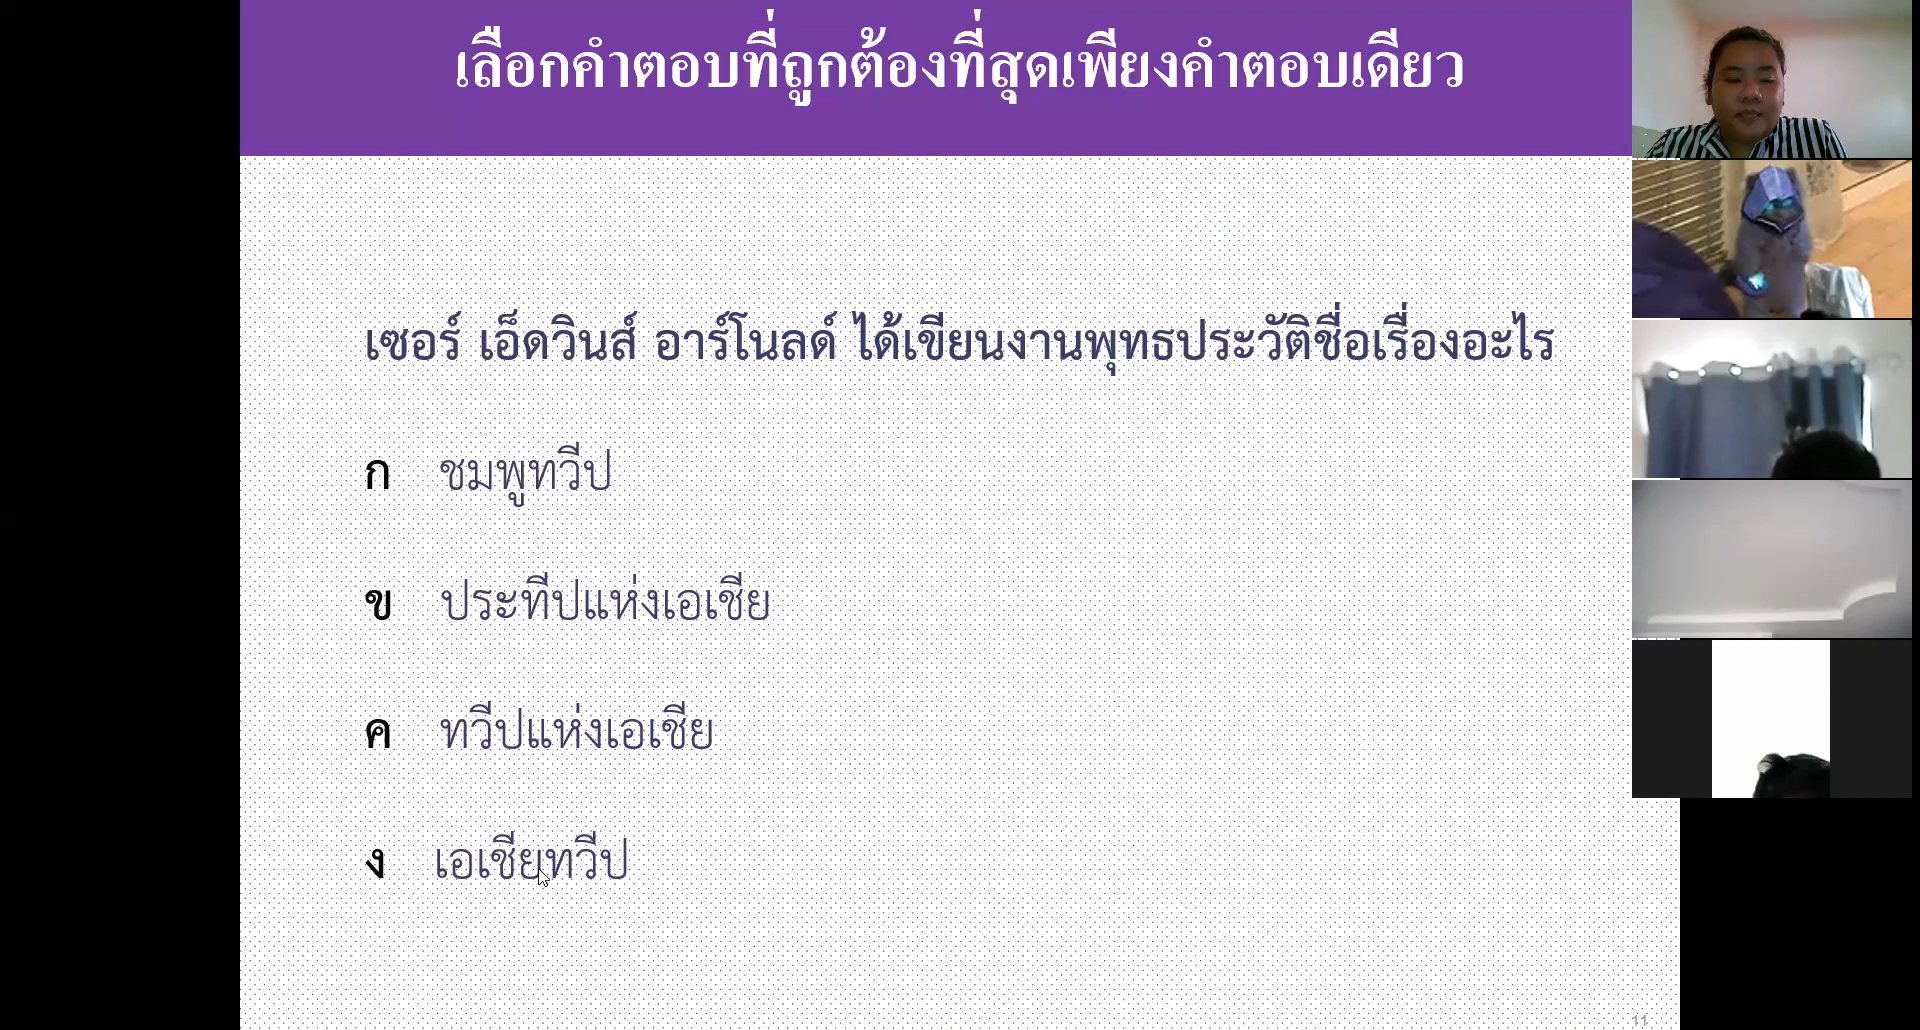 เลือกคำตอบที่ถูกต้องที่สุดเพียงคำตอบเดียว
เซอร์ เอ็ดวินส์ อาร์โนลด์ ได้เขียนงานพุทธประวัติชื่อเรื่องอะไร
ก ชมพูทวีป
ข ประทีปแห่งเอเชีย
ค ทวีปแห่งเอเชีย
ง เอเชียทวีป
11